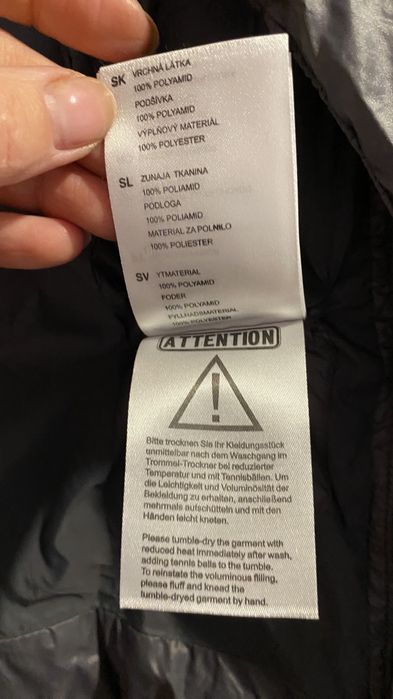 SK VRCHNÁ LÁTKA
100% POLYAMID
PODŠÍVKA
100% POLYAMID
VÝPLŇOVÝ MATERIÁL
100% POLYESTER
SL ZUNAJA TKANINA
100% POLIAMID
PODLOGA
100% POLIAMID
MATERIAL ZA POLNILO
100% POLIESTER
SV YTMATERIAL
100% POLYAMID
FODER
100% POLYAMID
FYLLNADSMATERIAL
100% POLYESTER
ATTENTION
!
Bitte trocknen Sie Ihr Kleidungsstück
unmittelbar nach dem Waschgang im
Trommel-Trockner bei reduzierter
Temperatur und mit Tennisbällen. Um
die Leichtigkeit und Voluminösität der
Bekleidung zu erhalten, anschließend
mehrmals aufschütteln und mit den
Händen leicht kneten.
Please tumble-dry the garment with
reduced heat immediately after wash,
adding tennis balls to the tumble.
To reinstate the voluminous filling,
please fluff and knead the
tumble-dryed garment by hand.